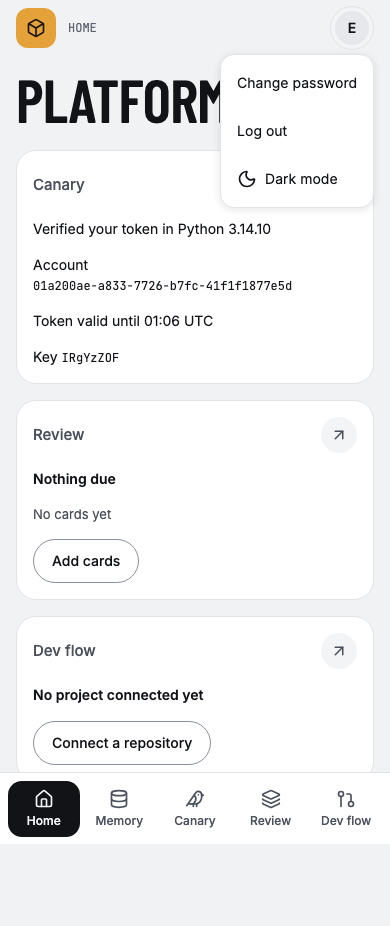 HOME
E
PLATFORM
Change password
Log out
Dark mode
Canary
Verified your token in Python 3.14.10
Account
01a200ae-a833-7726-b7fc-41f1f1877e5d
Token valid until 01:06 UTC
Key IRgYzZOF
Review
Nothing due
No cards yet
Add cards
Dev flow
No project connected yet
Connect a repository
Home
Memory
Canary
Review
Dev flow